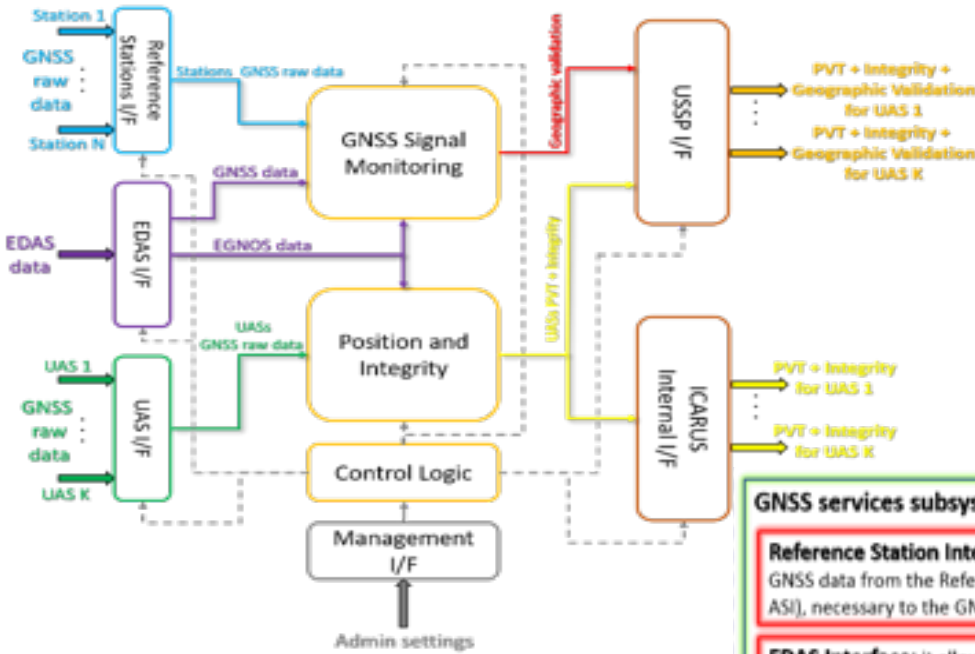 Station 1
GNSS
raw
data
Station N
Reference
Stations I/F
Stations GNSS raw data
EDAS
data
EDAS I/F
GNSS data
EGNOS data
UAS 1
GNSS
raw
data
UAS K
UAS I/F
UASs
GNSS raw data
GNSS Signal
Monitoring
Position and
Integrity
Control Logic
Management
I/F
Admin settings
Geographic validation
UASs PVT + Integrity
USSP I/F
PVT + Integrity +
Geographic Validation
for UAS 1
PVT + Integrity +
Geographic Validation
for UAS K
ICARUS
Internal I/F
PVT + Integrity
for UAS 1
PVT + Integrity
for UAS K
GNSS services subsys
Reference Station Inte
GNSS data from the Refe
ASI), necessary to the GN
EDAS Interface: